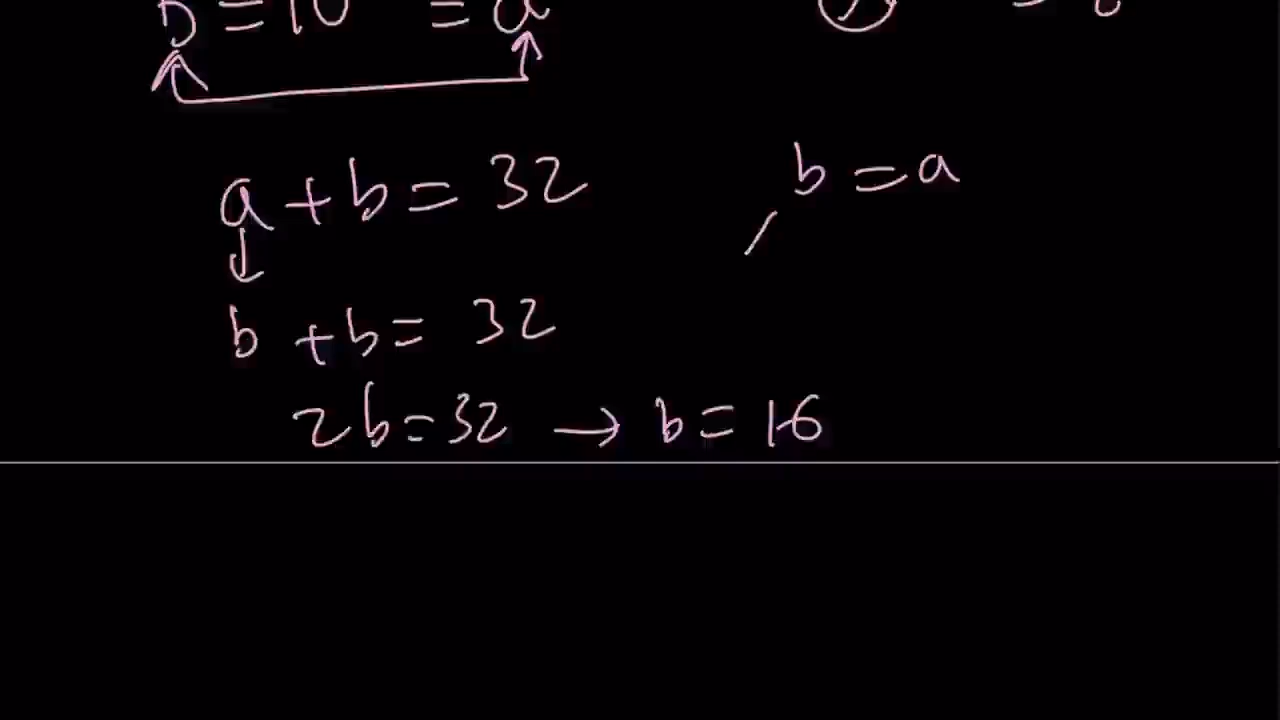 a + b = 32
b = a
b + b = 32
2b = 32 → b = 16